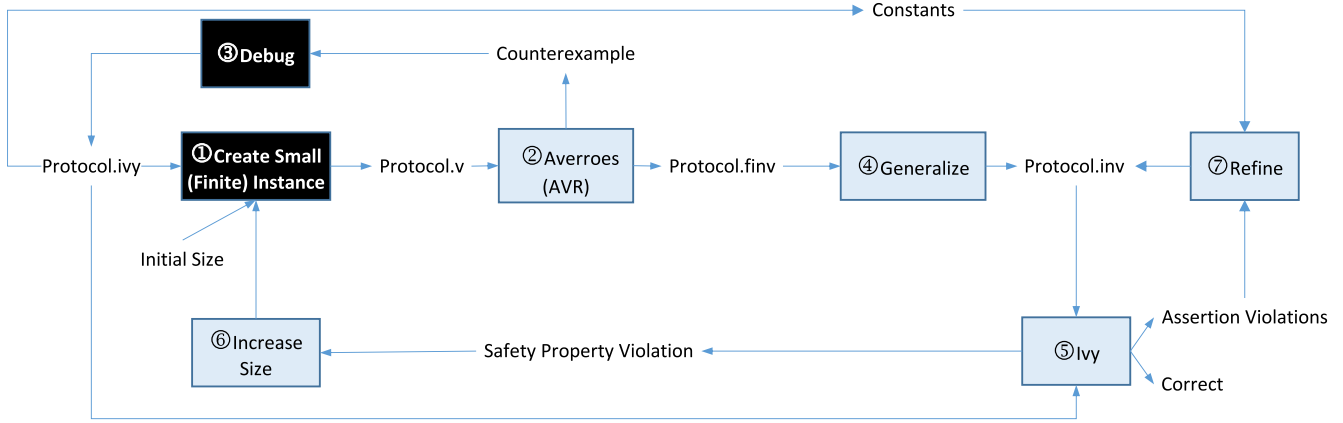 Constants
③Debug
Counterexample
Protocol.ivy
①Create Small
(Finite) Instance
Protocol.v
②Averroes
(AVR)
Protocol.finv
④Generalize
Protocol.inv
⑦Refine
Initial Size
⑥Increase
Size
Safety Property Violation
⑤Ivy
Assertion Violations
Correct